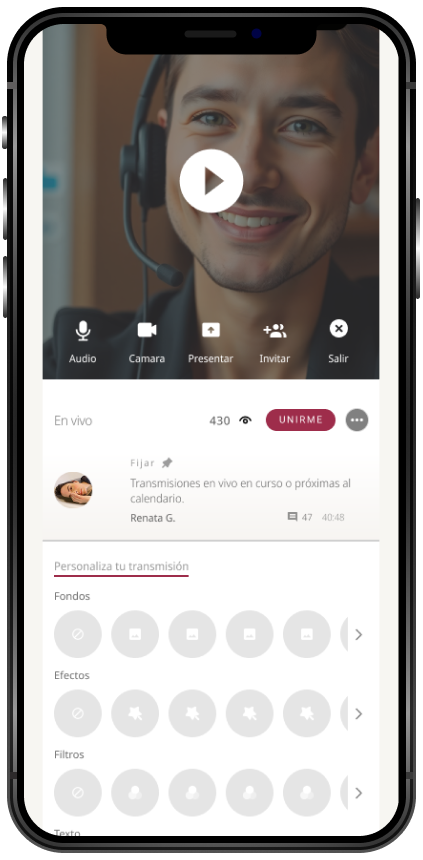 Audio Camara Presentar Invitar Salir
En vivo 430 UNIRME
Fijar
Transmisiones en vivo en curso o próximas al
calendario.
Renata G. 47 40:48
Personaliza tu transmisión
Fondos
Efectos
Filtros
Texto